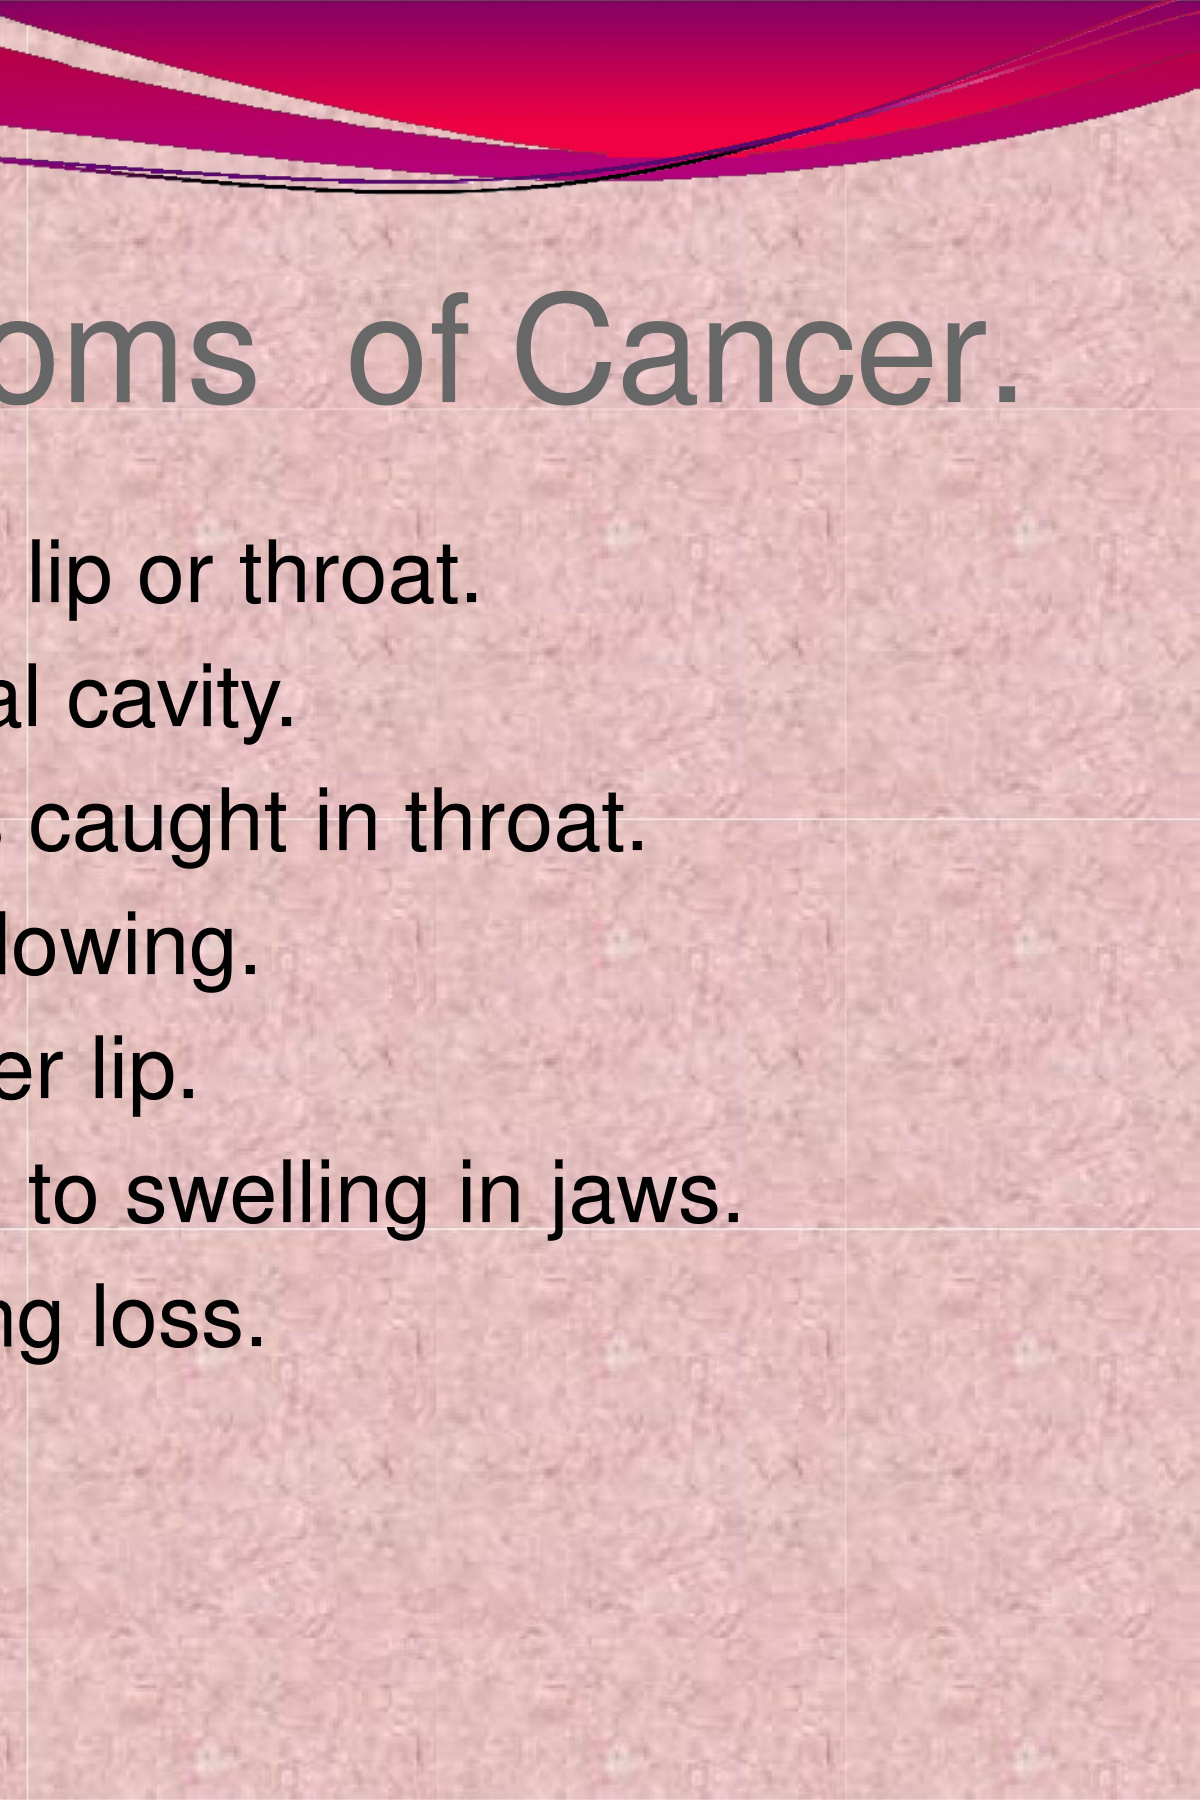 oms of Cancer.
lip or throat.
al cavity.
s caught in throat.
lowing.
er lip.
to swelling in jaws.
ng loss.